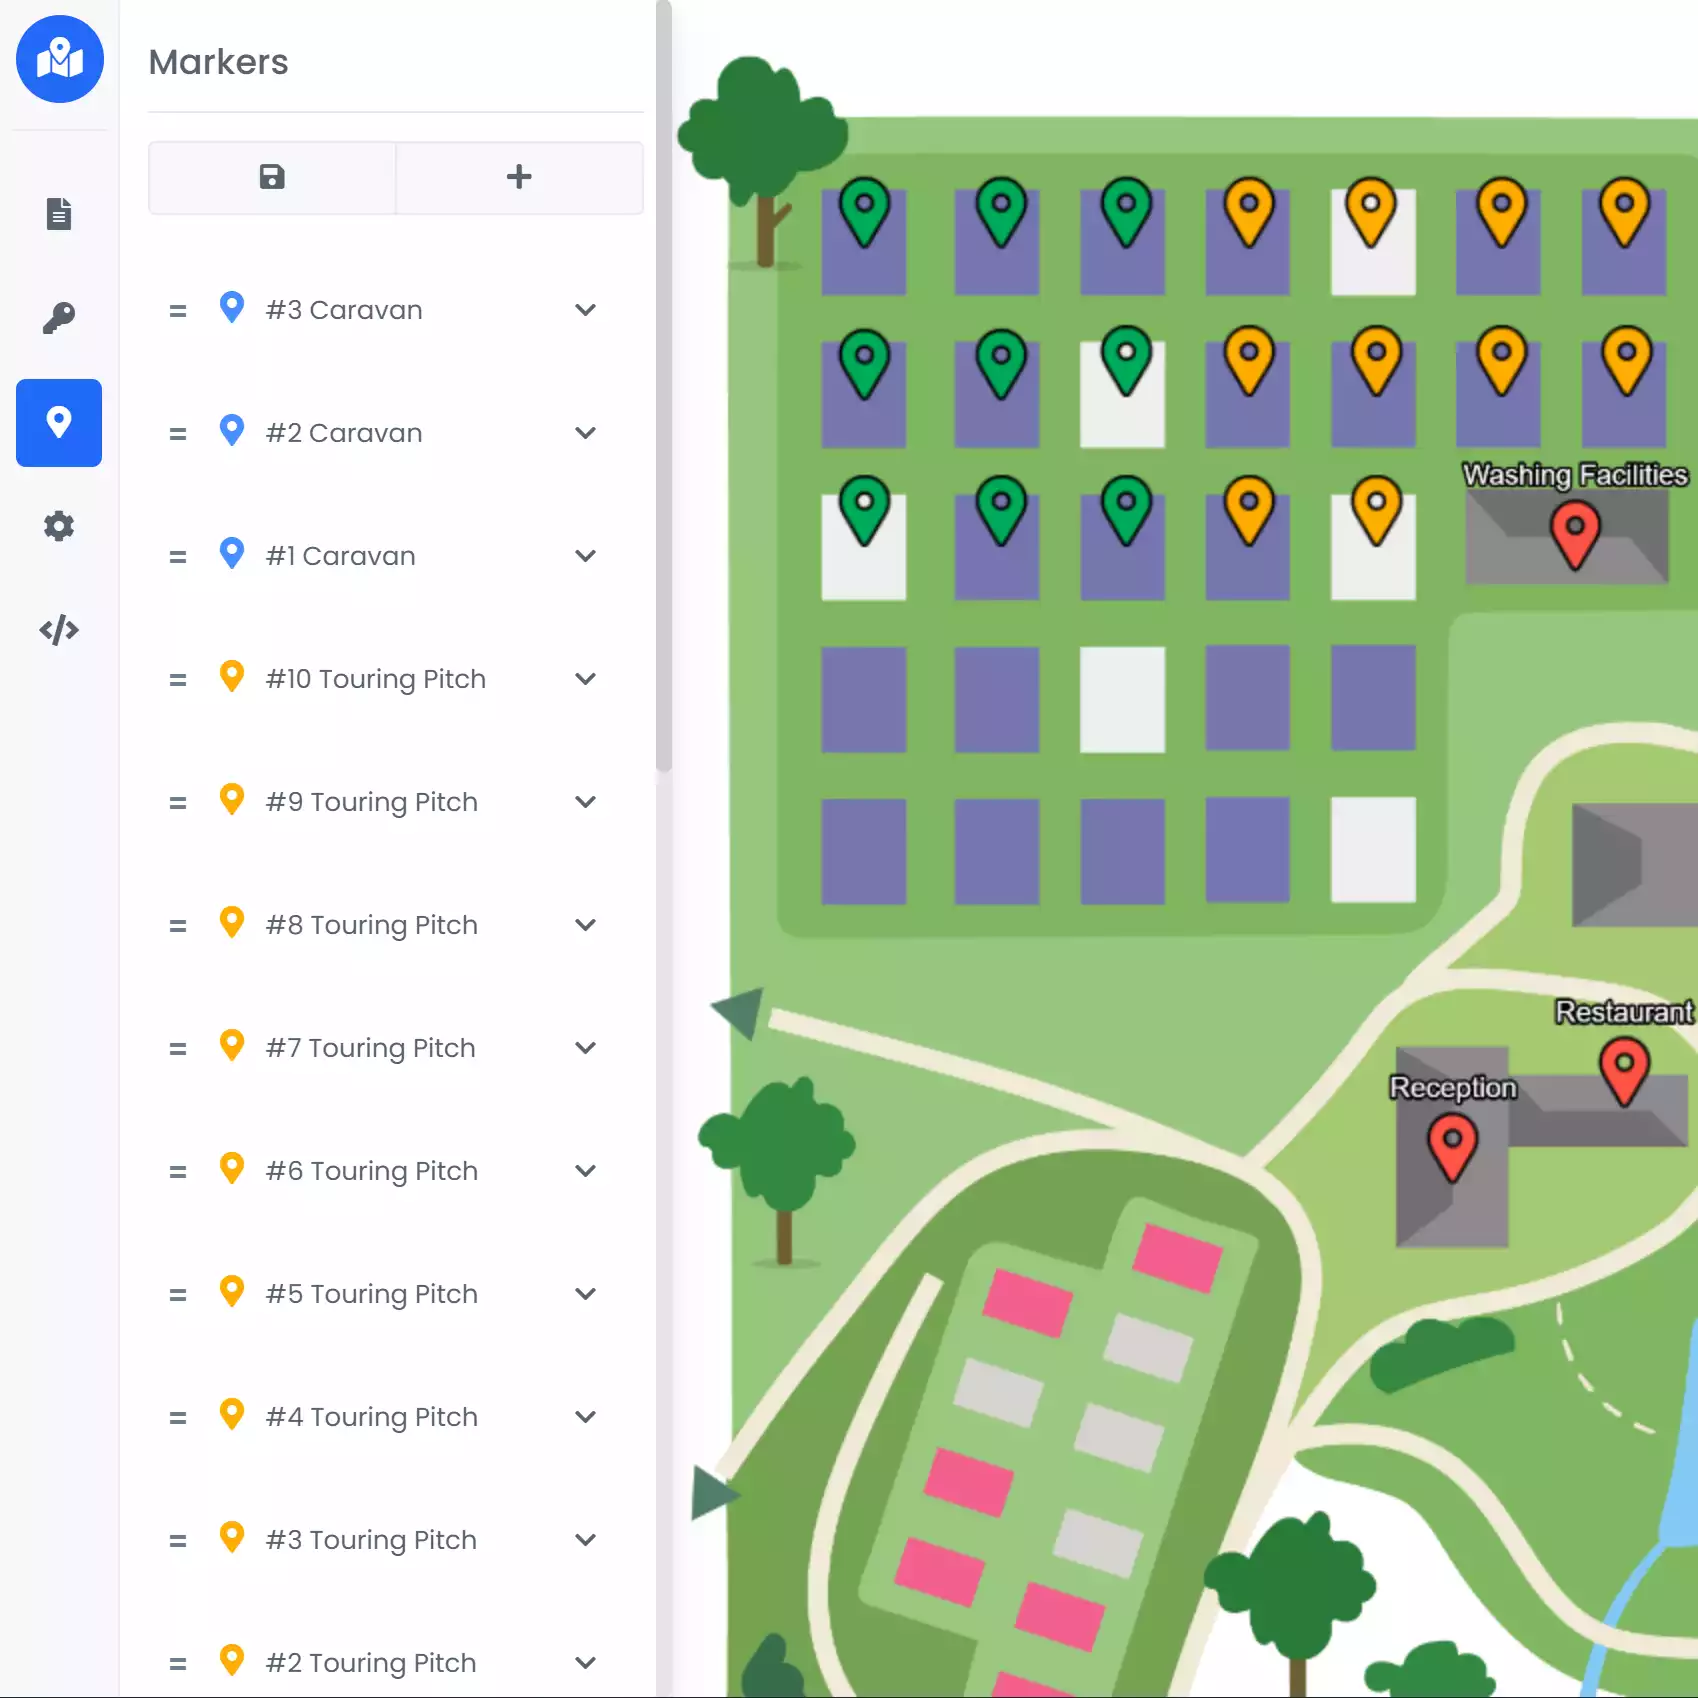 Markers
#3 Caravan
#2 Caravan
#1 Caravan
#10 Touring Pitch
#9 Touring Pitch
#8 Touring Pitch
#7 Touring Pitch
#6 Touring Pitch
#5 Touring Pitch
#4 Touring Pitch
#3 Touring Pitch
#2 Touring Pitch
Washing Facilities
Restaurant
Reception